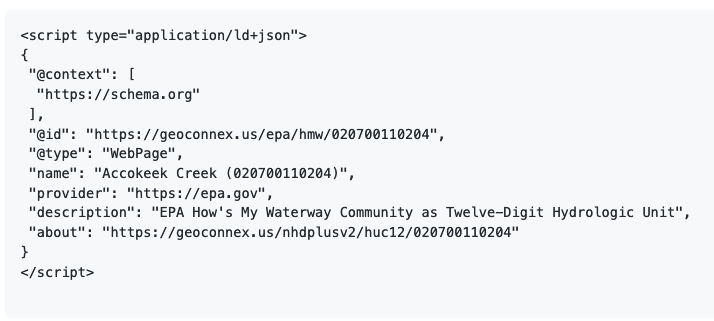 <script type="application/ld+json">
{
 "@context": [
  "https://schema.org"
 ],
 "@id": "https://geoconnex.us/epa/hmw/020700110204",
 "@type": "WebPage",
 "name": "Accokeek Creek (020700110204)",
 "provider": "https://epa.gov",
 "description": "EPA How's My Waterway Community as Twelve-Digit Hydrologic Unit",
 "about": "https://geoconnex.us/nhdplusv2/huc12/020700110204"
}
</script>